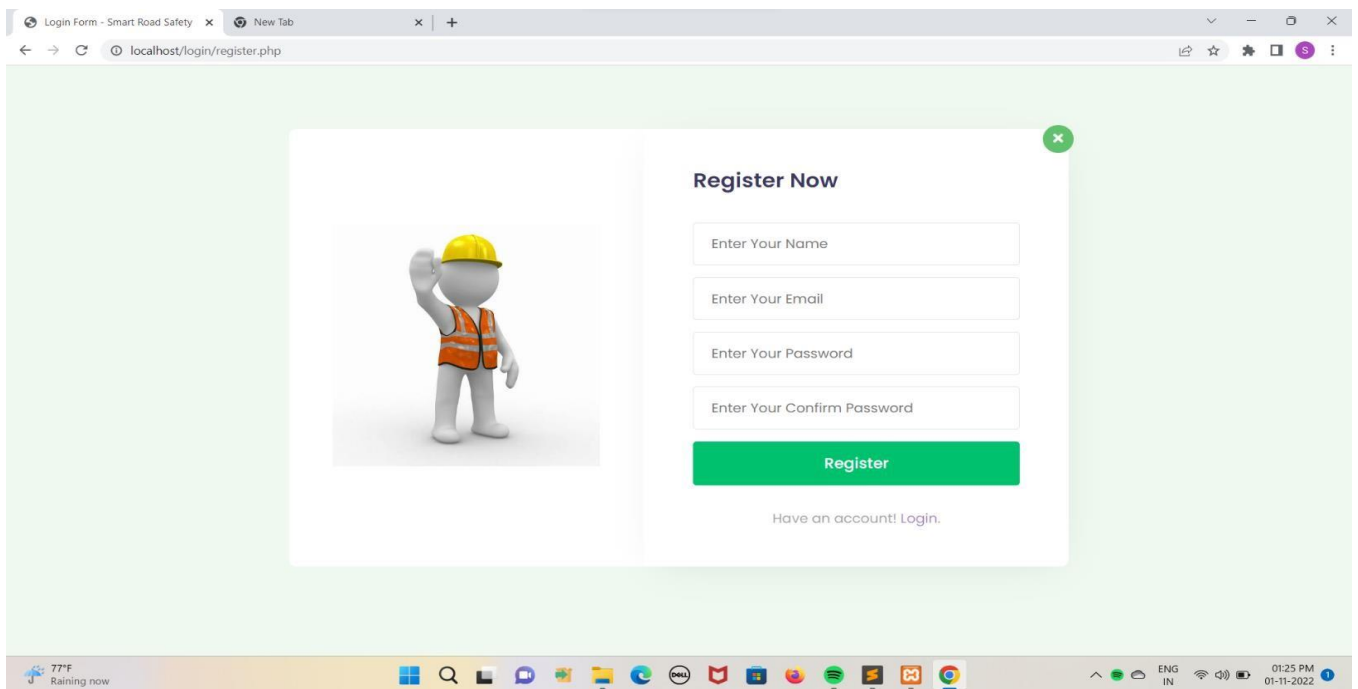 Login Form - Smart Road Safety
New Tab
localhost/login/register.php
S
Register Now
Enter Your Name
Enter Your Email
Enter Your Password
Enter Your Confirm Password
Register
Have an account! Login.
77°F
Raining now
DELL
ENG
IN
01:25 PM
01-11-2022
1